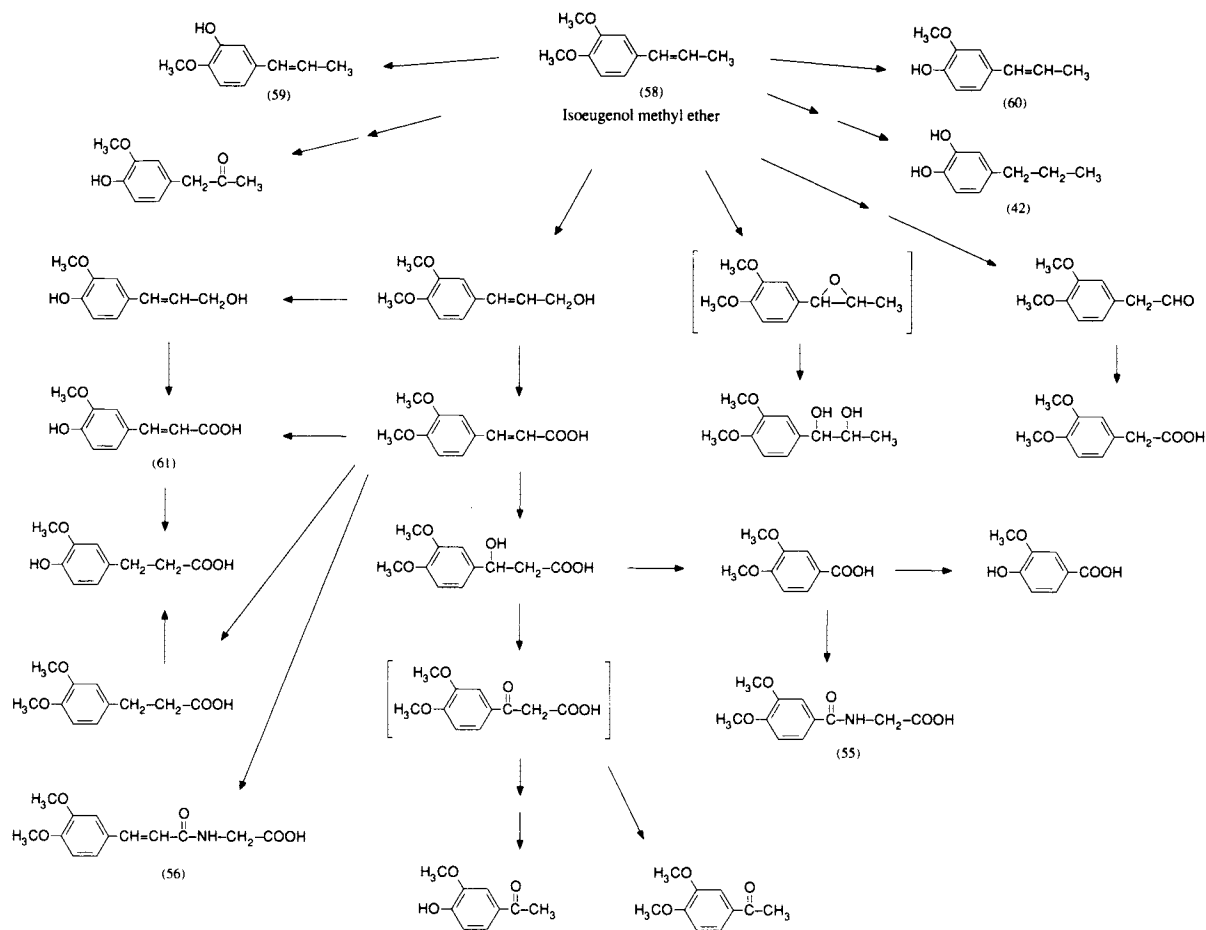 HO
H3CO
CH=CH–CH3
(59)
H3CO
H3CO
CH=CH–CH3
(58)
Isoeugenol methyl ether
H3CO
HO
CH=CH–CH3
(60)
H3CO
HO
O
CH2–C–CH3
HO
HO
CH2–CH2–CH3
(42)
H3CO
HO
CH=CH–CH2OH
H3CO
H3CO
CH=CH–CH2OH
H3CO
H3CO
O
CH–CH–CH3
H3CO
H3CO
CH2–CHO
H3CO
HO
CH=CH–COOH
(61)
H3CO
H3CO
CH=CH–COOH
H3CO
H3CO
OH OH
C–C–CH3
H3CO
H3CO
CH2–COOH
H3CO
HO
CH2–CH2–COOH
H3CO
H3CO
OH
C–CH2–COOH
H3CO
H3CO
COOH
H3CO
HO
COOH
H3CO
H3CO
CH2–CH2–COOH
H3CO
H3CO
O
C–CH2–COOH
H3CO
H3CO
O
C–NH–CH2–COOH
(55)
H3CO
H3CO
O
CH=CH–C–NH–CH2–COOH
(56)
H3CO
HO
O
C–CH3
H3CO
H3CO
O
C–CH3